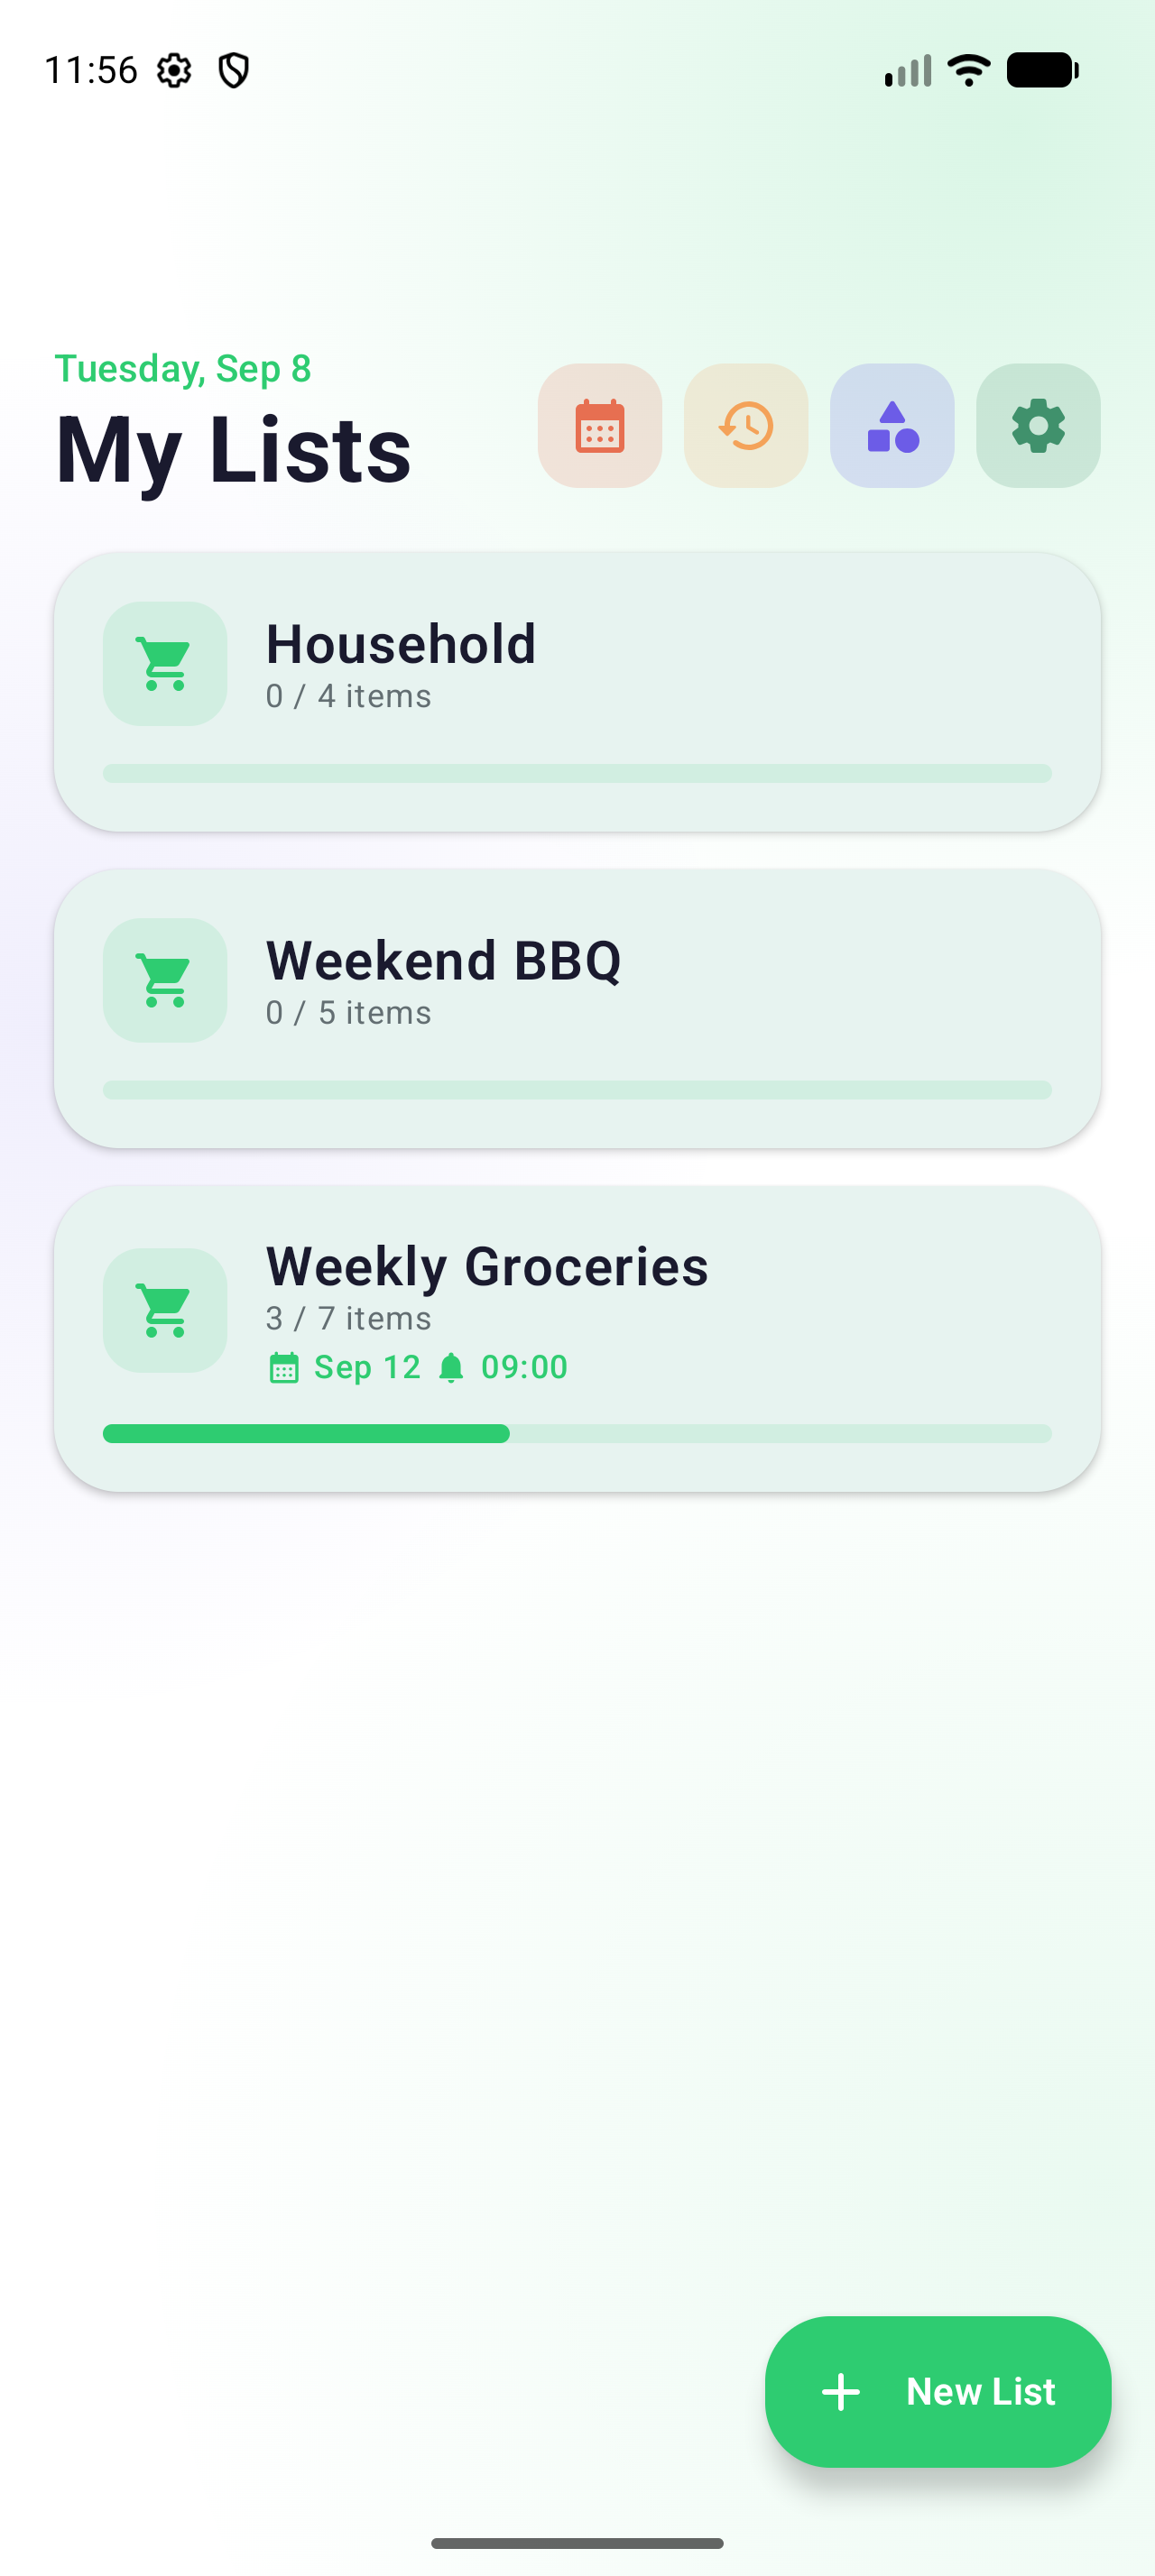 11:56
Tuesday, Sep 8
My Lists
Household
0 / 4 items
Weekend BBQ
0 / 5 items
Weekly Groceries
3 / 7 items
Sep 12 09:00
New List